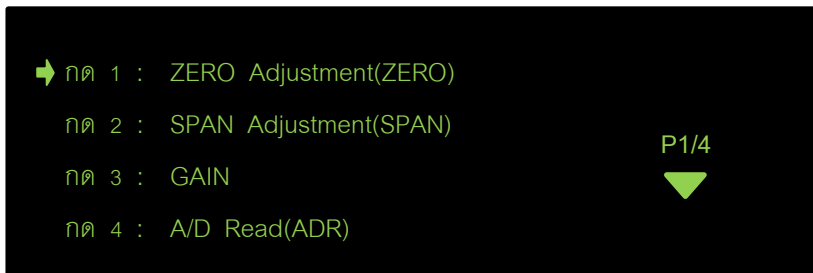 กด 1 : ZERO Adjustment(ZERO)
กด 2 : SPAN Adjustment(SPAN)
P1/4
กด 3 : GAIN
กด 4 : A/D Read(ADR)